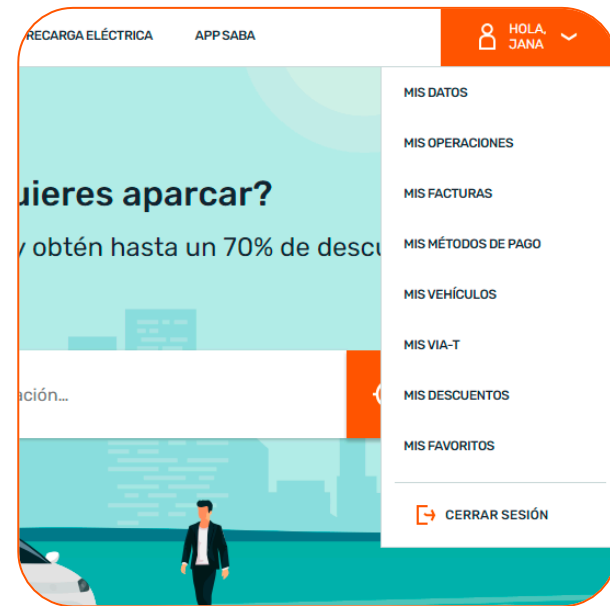 RECARGA ELÉCTRICA
APP SABA
HOLA,
JANA
MIS DATOS
MIS OPERACIONES
uieres aparcar?
MIS FACTURAS
y obtén hasta un 70% de descu
MIS MÉTODOS DE PAGO
MIS VEHÍCULOS
MIS VIA-T
ación...
MIS DESCUENTOS
MIS FAVORITOS
CERRAR SESIÓN